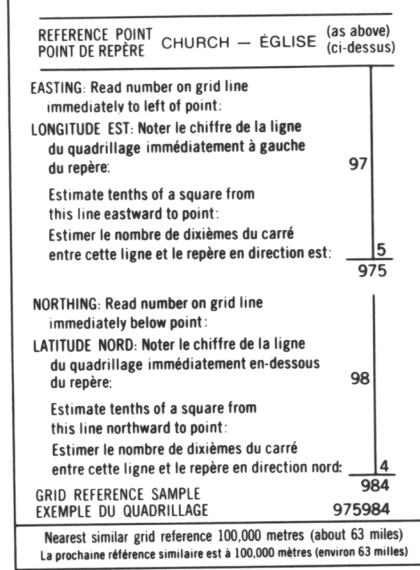 REFERENCE POINT
POINT DE REPÈRE
CHURCH — ÉGLISE
(as above)
(ci-dessus)
EASTING: Read number on grid line
immediately to left of point:
LONGITUDE EST: Noter le chiffre de la ligne
du quadrillage immédiatement à gauche
du repère: 97
Estimate tenths of a square from
this line eastward to point:
Estimer le nombre de dixièmes du carré
entre cette ligne et le repère en direction est: 5
975
NORTHING: Read number on grid line
immediately below point:
LATITUDE NORD: Noter le chiffre de la ligne
du quadrillage immédiatement en-dessous
du repère: 98
Estimate tenths of a square from
this line northward to point:
Estimer le nombre de dixièmes du carré
entre cette ligne et le repère en direction nord: 4
984
GRID REFERENCE SAMPLE
EXEMPLE DU QUADRILLAGE 975984
Nearest similar grid reference 100,000 metres (about 63 miles)
La prochaine référence similaire est à 100,000 mètres (environ 63 milles)